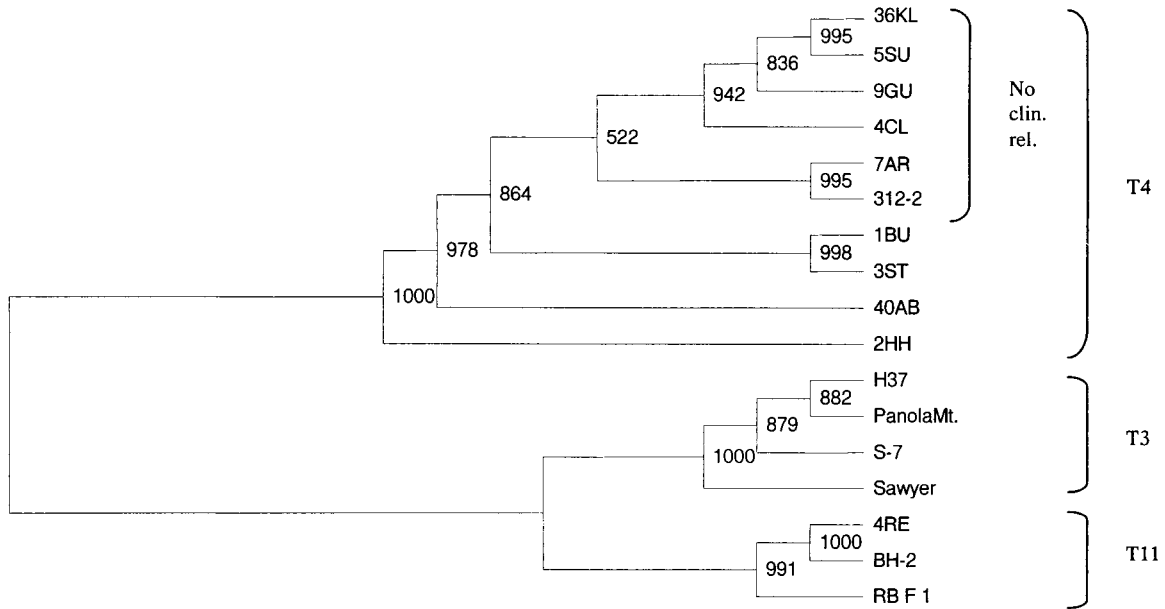 36KL
995
5SU
836
9GU
942
No
clin.
rel.
4CL
522
7AR
995
312-2
T4
864
1BU
998
3ST
978
1000
40AB
2HH
H37
882
PanolaMt.
879
S-7
T3
1000
Sawyer
4RE
1000
BH-2
T11
991
RB F 1